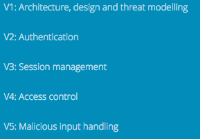 V1: Architecture, design and threat modelling
V2: Authentication
V3: Session management
V4: Access control
V5: Malicious input handling